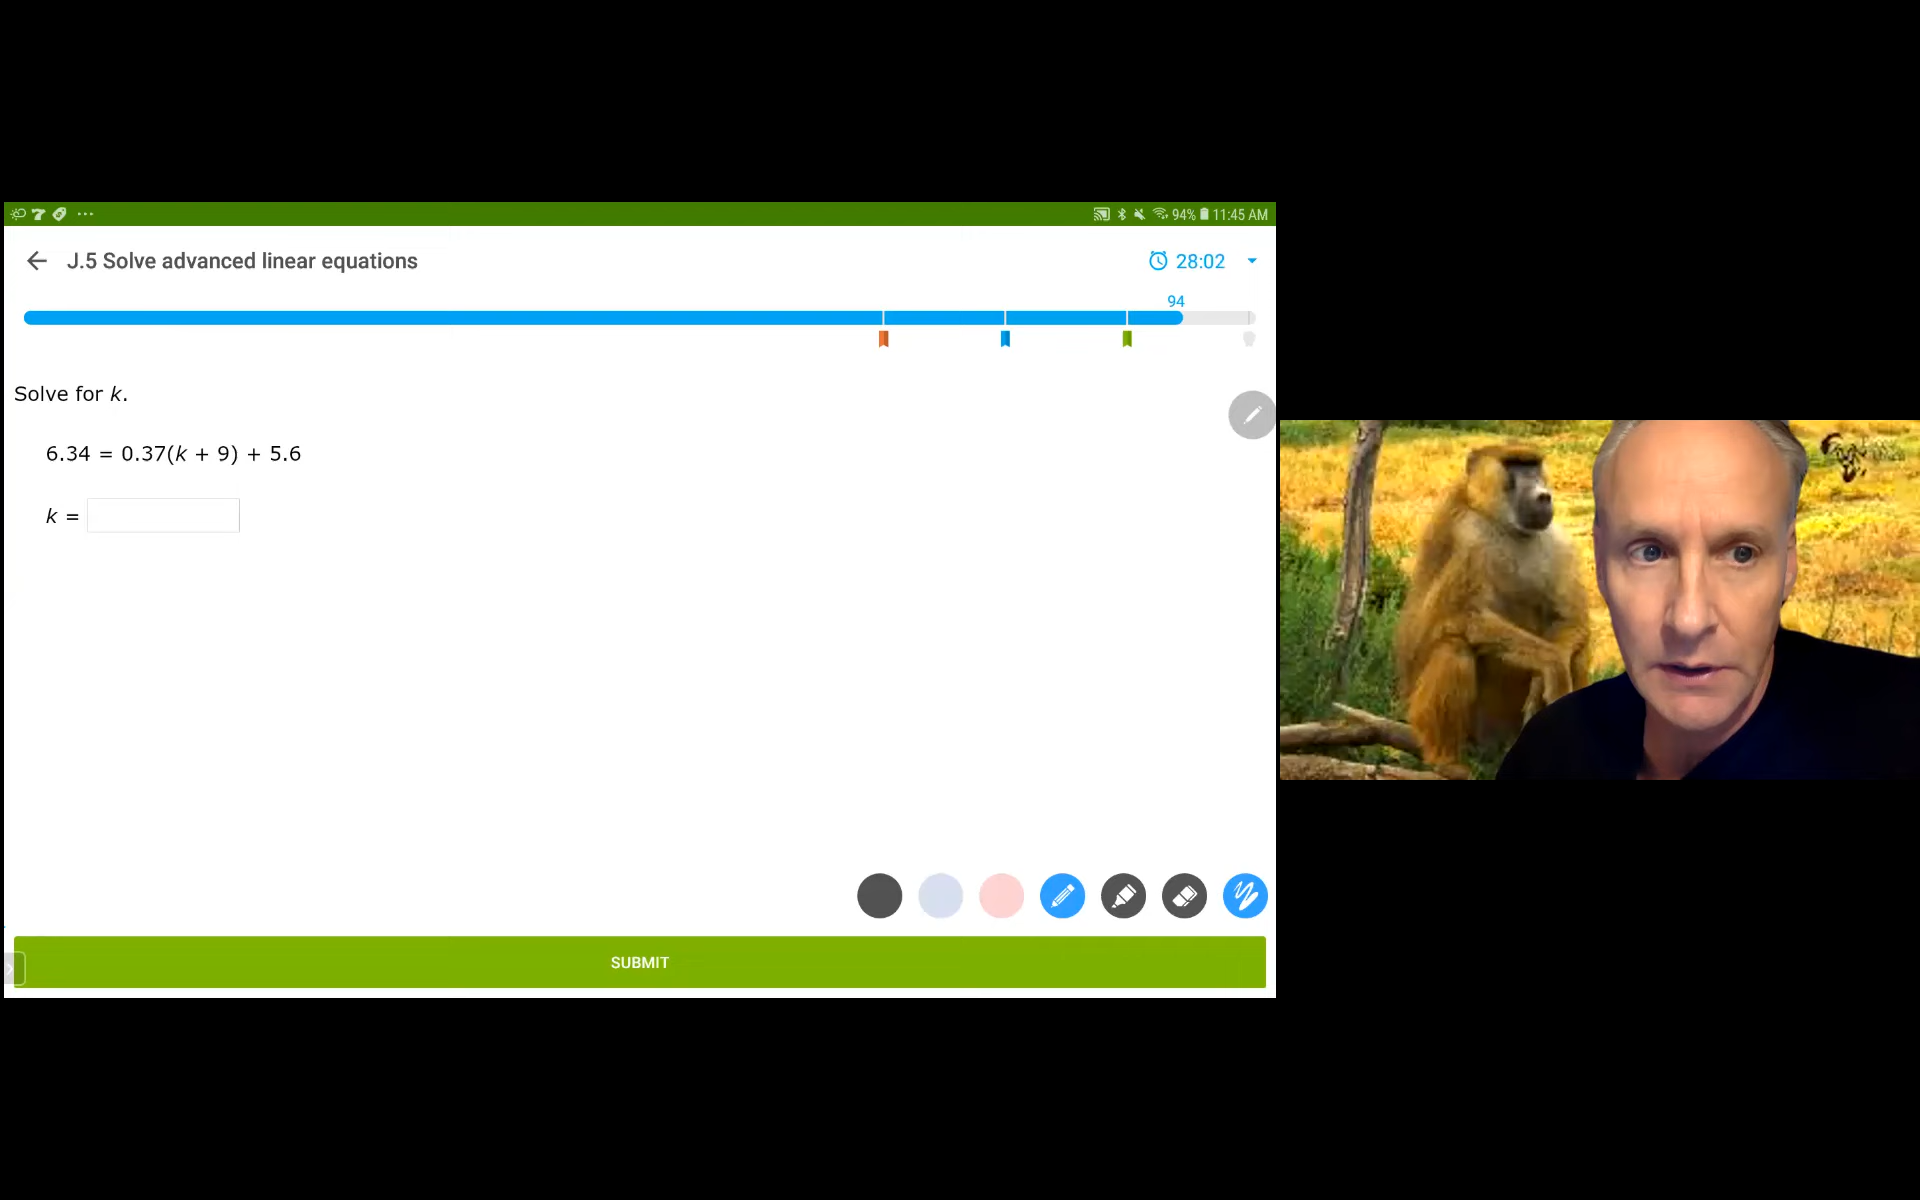 94% 11:45 AM
J.5 Solve advanced linear equations
28:02
94
Solve for k.
6.34 = 0.37(k + 9) + 5.6
k =
SUBMIT